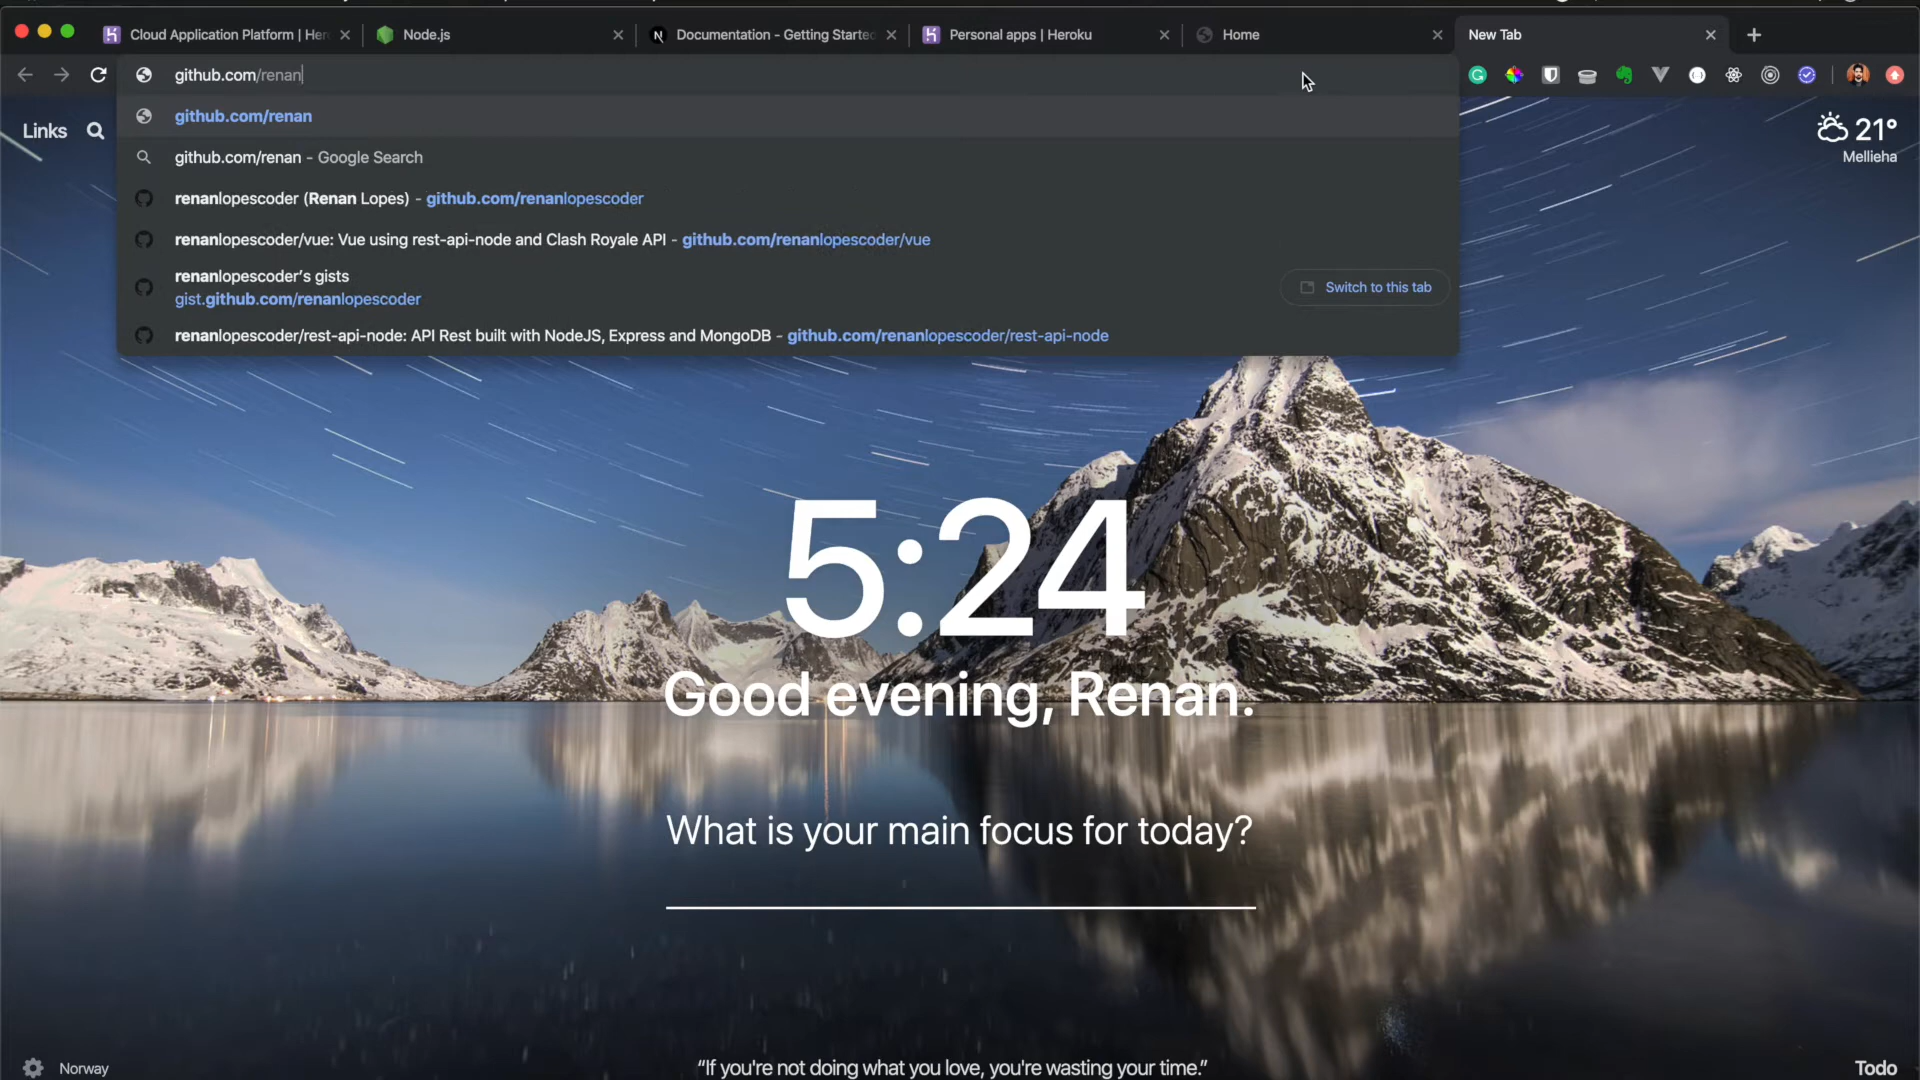 Cloud Application Platform | Her
Node.js
Documentation - Getting Starte
Personal apps | Heroku
Home
New Tab
github.com/renan
github.com/renan
github.com/renan - Google Search
renanlopescoder (Renan Lopes) - github.com/renanlopescoder
renanlopescoder/vue: Vue using rest-api-node and Clash Royale API - github.com/renanlopescoder/vue
renanlopescoder's gists
gist.github.com/renanlopescoder
Switch to this tab
renanlopescoder/rest-api-node: API Rest built with NodeJS, Express and MongoDB - github.com/renanlopescoder/rest-api-node
Links
21°
Mellieha
5:24
Good evening, Renan.
What is your main focus for today?
Norway
“If you're not doing what you love, you're wasting your time.”
Todo